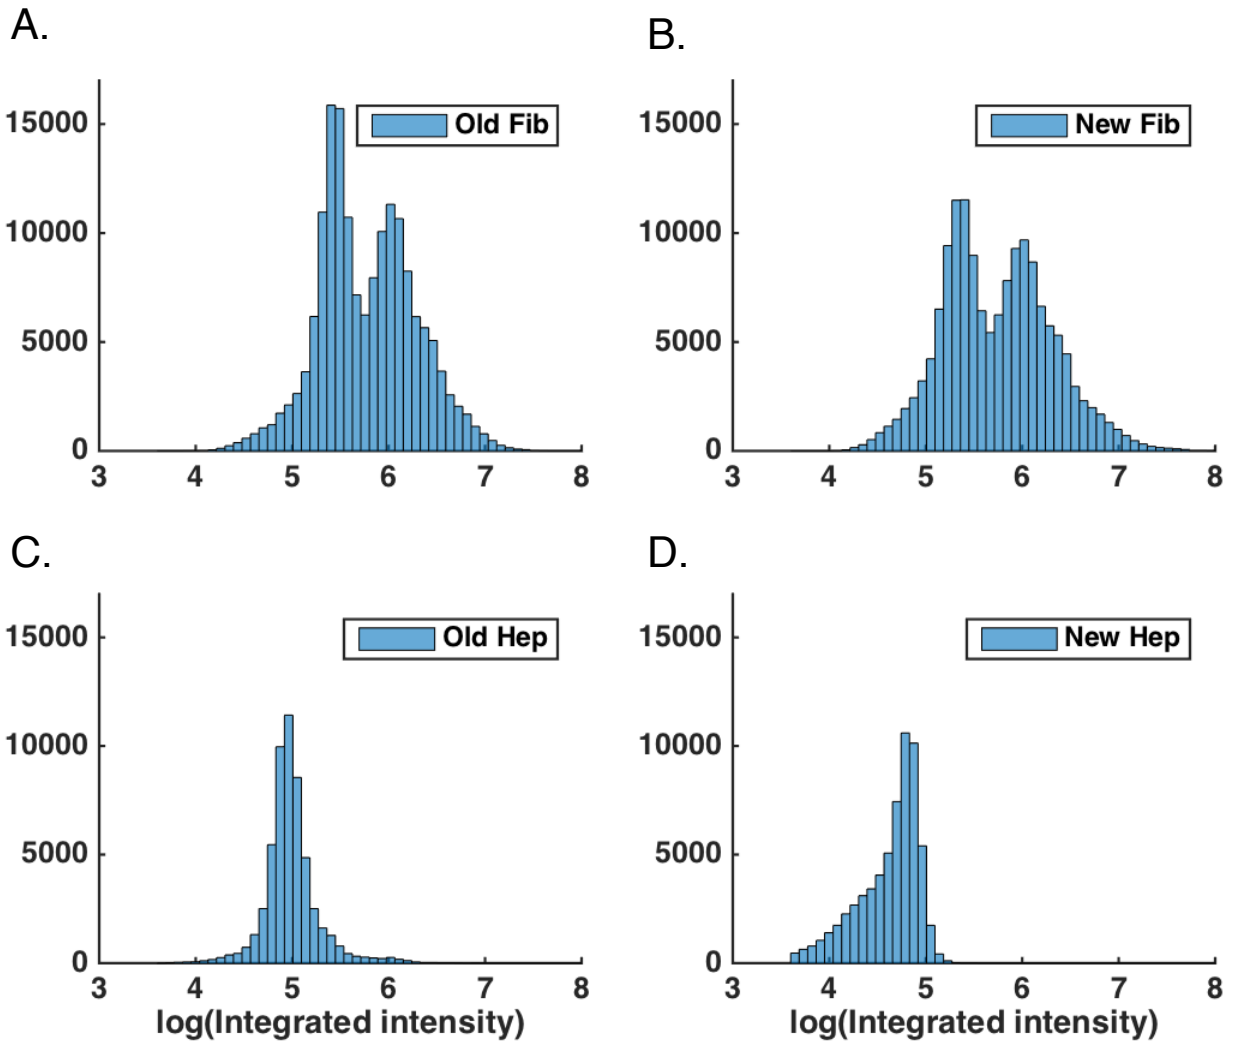 A.
B.
15000
10000
5000
0
3 4 5 6 7 8
Old Fib
15000
10000
5000
0
3 4 5 6 7 8
New Fib
C.
D.
15000
10000
5000
0
3 4 5 6 7 8
log(Integrated intensity)
Old Hep
15000
10000
5000
0
3 4 5 6 7 8
log(Integrated intensity)
New Hep